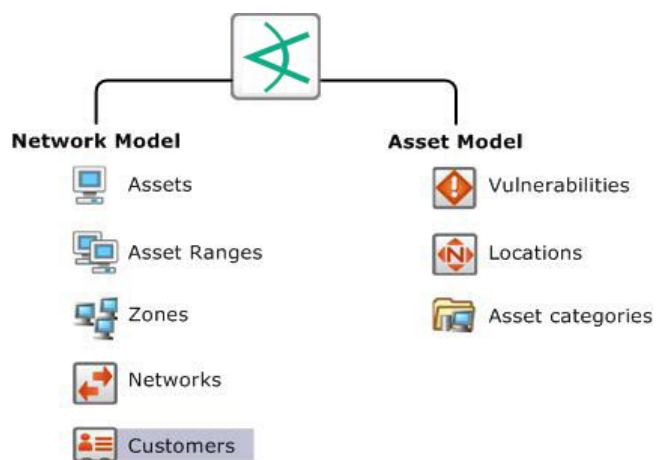 Network Model
Assets
Asset Ranges
Zones
Networks
Customers
Asset Model
Vulnerabilities
N
Locations
Asset categories